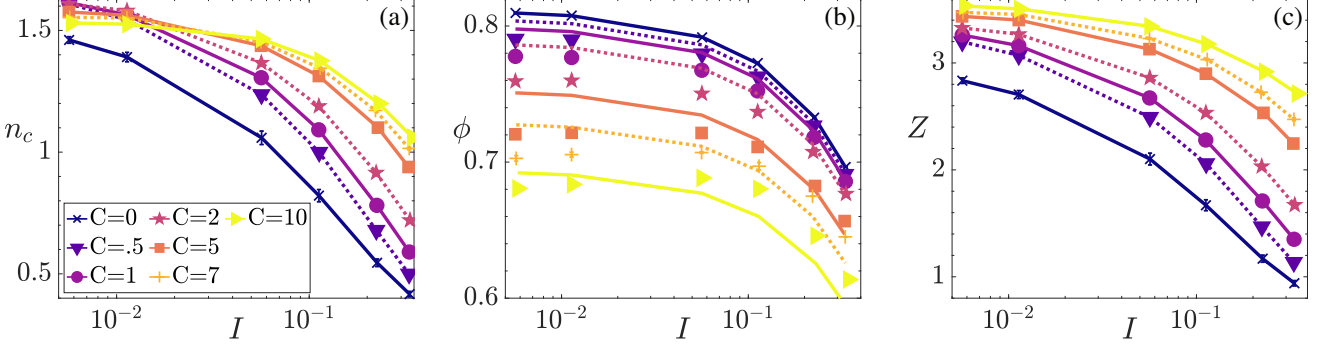 (a)
1.5
n_c
1
0.5
C=0
C=2
C=10
C=.5
C=5
C=1
C=7
10⁻²
I
10⁻¹
(b)
0.8
ϕ
0.7
0.6
10⁻²
I
10⁻¹
(c)
3
Z
2
1
10⁻²
I
10⁻¹